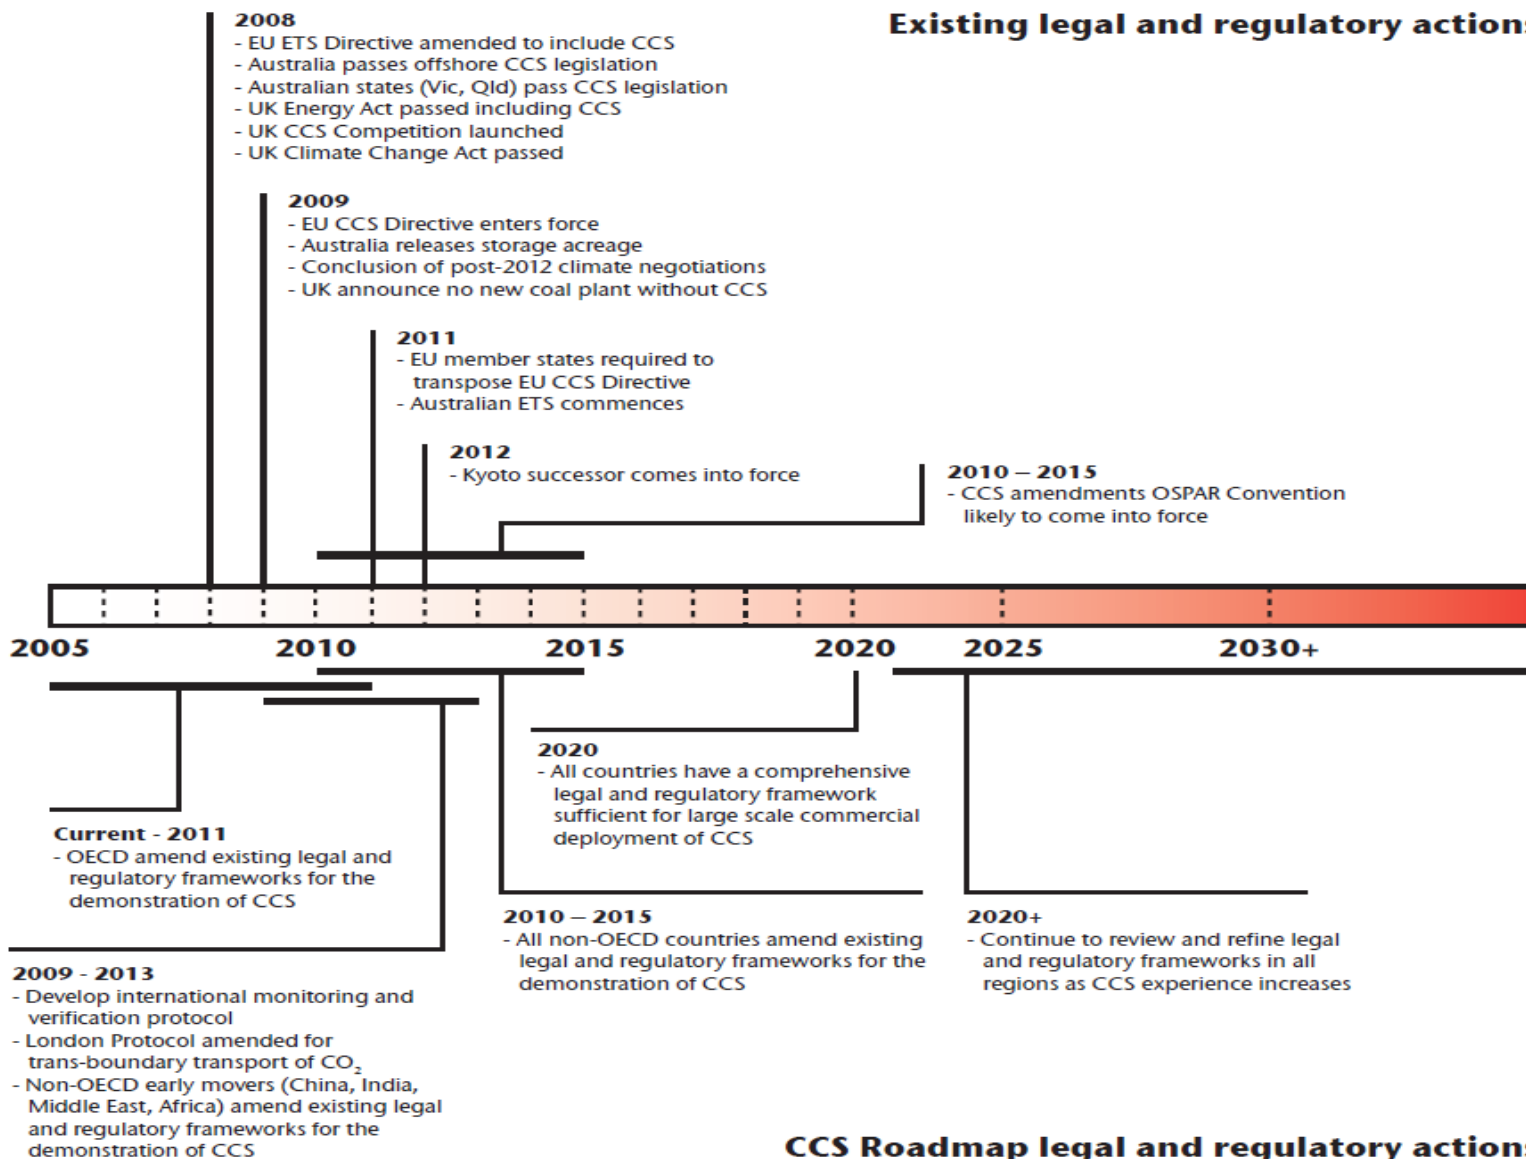 Existing legal and regulatory actions
2008
- EU ETS Directive amended to include CCS
- Australia passes offshore CCS legislation
- Australian states (Vic, Qld) pass CCS legislation
- UK Energy Act passed including CCS
- UK CCS Competition launched
- UK Climate Change Act passed
2009
- EU CCS Directive enters force
- Australia releases storage acreage
- Conclusion of post-2012 climate negotiations
- UK announce no new coal plant without CCS
2011
- EU member states required to
transpose EU CCS Directive
- Australian ETS commences
2012
- Kyoto successor comes into force
2010 – 2015
- CCS amendments OSPAR Convention
likely to come into force
2005 2010 2015 2020 2025 2030+
2020
- All countries have a comprehensive
legal and regulatory framework
sufficient for large scale commercial
deployment of CCS
Current - 2011
- OECD amend existing legal and
regulatory frameworks for the
demonstration of CCS
2010 – 2015
- All non-OECD countries amend existing
legal and regulatory frameworks for the
demonstration of CCS
2020+
- Continue to review and refine legal
and regulatory frameworks in all
regions as CCS experience increases
2009 - 2013
- Develop international monitoring and
verification protocol
- London Protocol amended for
trans-boundary transport of CO₂
- Non-OECD early movers (China, India,
Middle East, Africa) amend existing legal
and regulatory frameworks for the
demonstration of CCS
CCS Roadmap legal and regulatory actions